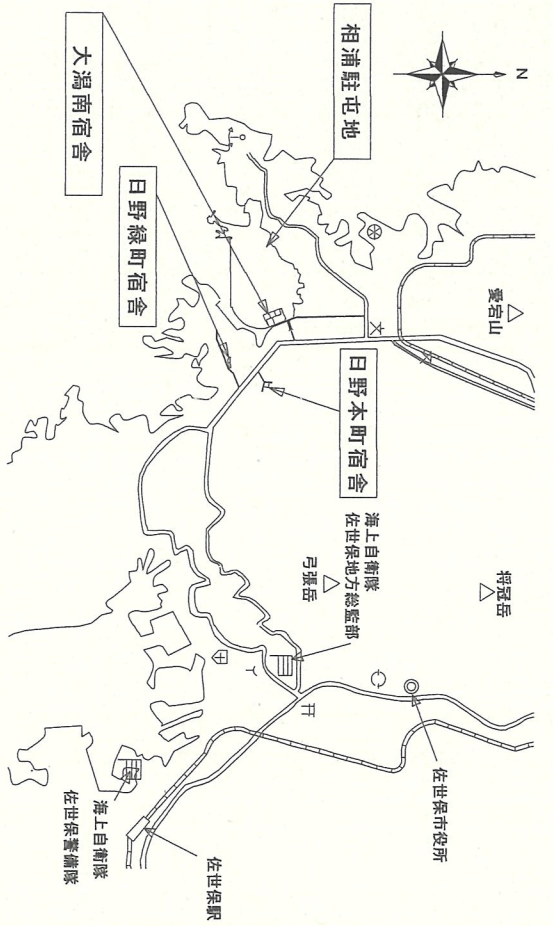 N
相浦駐屯地
大潟南宿舎
日野緑町宿舎
日野本町宿舎
愛宕山
将冠岳
弓張岳
海上自衛隊
佐世保地方総監部
佐世保市役所
佐世保駅
海上自衛隊
佐世保警備隊